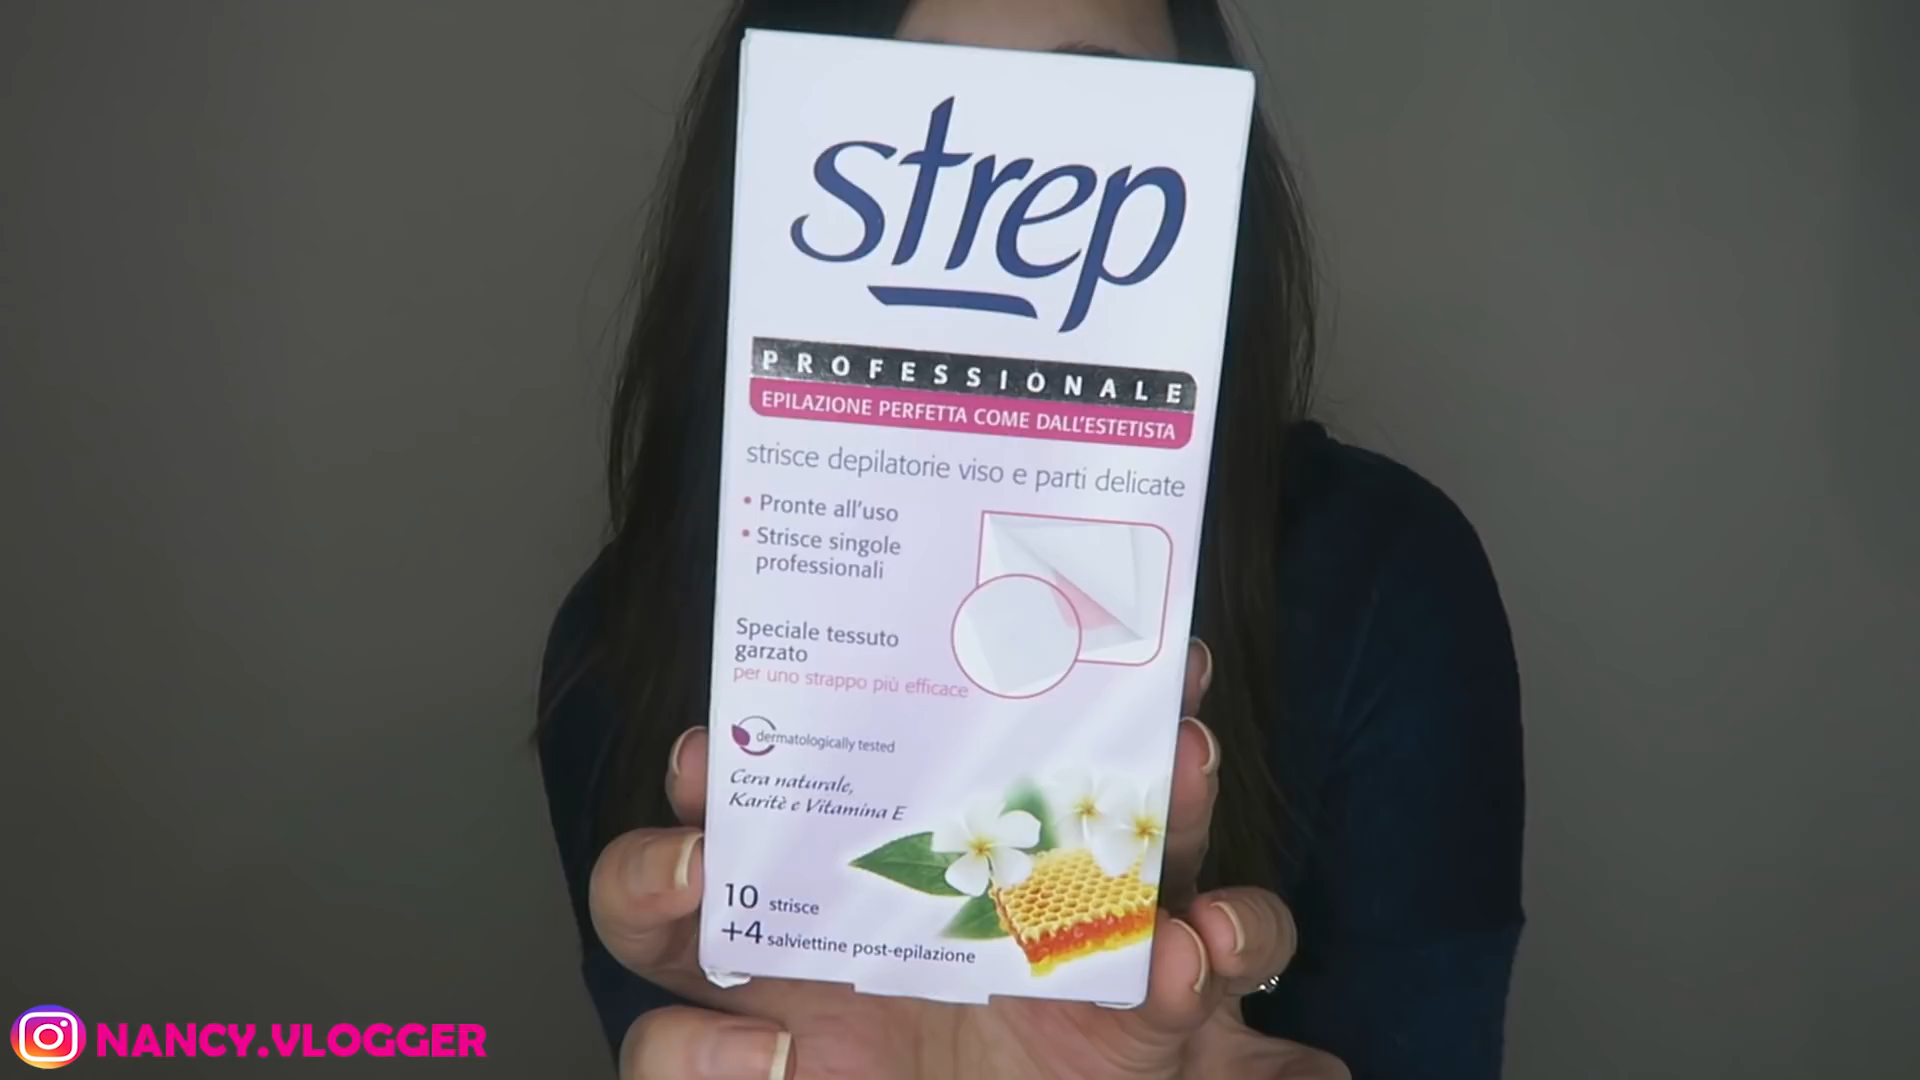 strep
PROFESSIONALE
EPILAZIONE PERFETTA COME DALL'ESTETISTA
strisce depilatorie viso e parti delicate
• Pronte all'uso
• Strisce singole
professionali
Speciale tessuto
garzato
per uno strappo più efficace
dermatologically tested
Cera naturale,
Karitè e Vitamina E
10 strisce
+4 salviettine post-epilazione
NANCY.VLOGGER